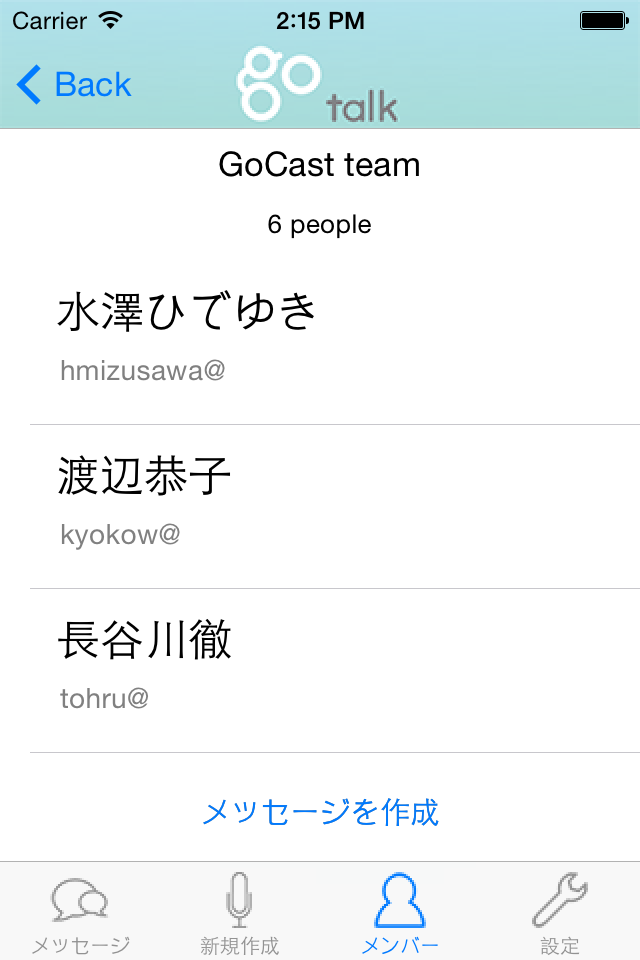 Carrier 2:15 PM
Back
go talk
GoCast team
6 people
水澤ひでゆき
hmizusawa@
渡辺恭子
kyokow@
長谷川徹
tohru@
メッセージを作成
メッセージ 新規作成 メンバー 設定